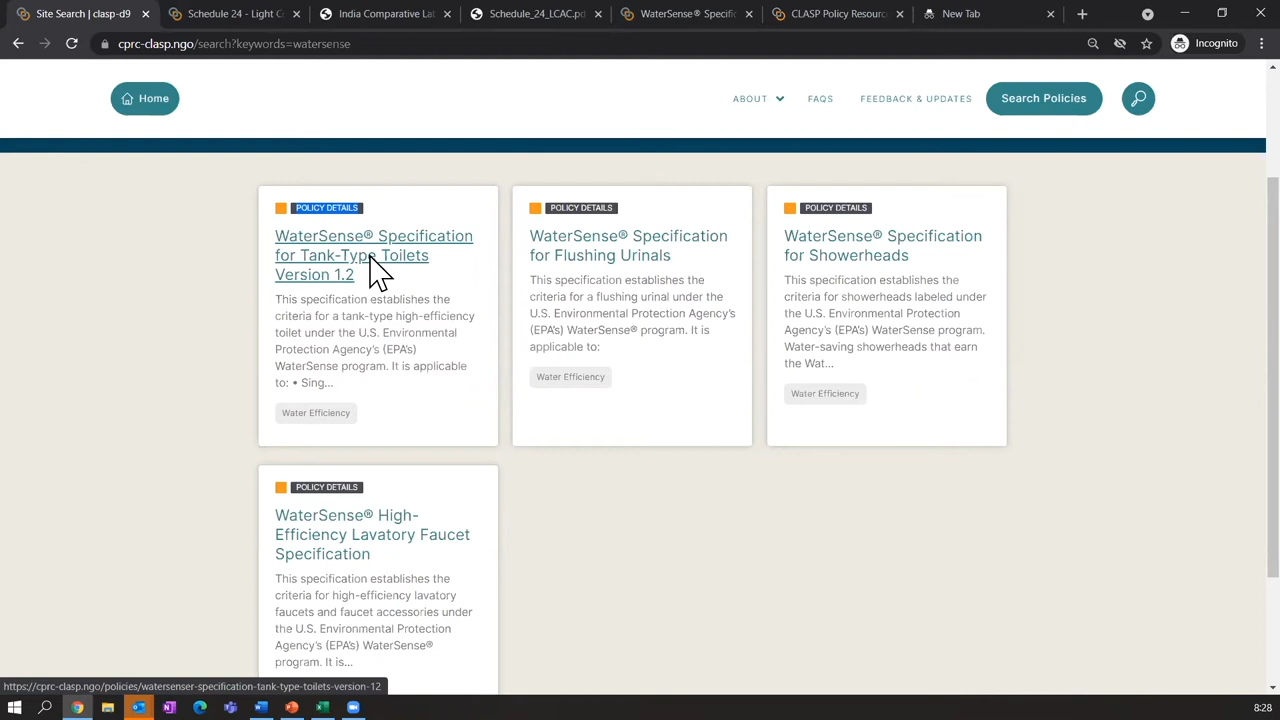 Site Search | clasp-d9
Schedule 24 - Light C
India Comparative Lat
Schedule_24_LCAC.pd
WaterSense® Specific
CLASP Policy Resourc
New Tab
cprc-clasp.ngo/search?keywords=watersense
Incognito
Home
ABOUT
FAQS
FEEDBACK & UPDATES
Search Policies
POLICY DETAILS
WaterSense® Specification
for Tank-Type Toilets
Version 1.2
This specification establishes the
criteria for a tank-type high-efficiency
toilet under the U.S. Environmental
Protection Agency's (EPA's)
WaterSense program. It is applicable
to: • Sing...
Water Efficiency
POLICY DETAILS
WaterSense® Specification
for Flushing Urinals
This specification establishes the
criteria for a flushing urinal under the
U.S. Environmental Protection Agency's
(EPA's) WaterSense® program. It is
applicable to:
Water Efficiency
POLICY DETAILS
WaterSense® Specification
for Showerheads
This specification establishes the
criteria for showerheads labeled under
the U.S. Environmental Protection
Agency's (EPA's) WaterSense program.
Water-saving showerheads that earn
the Wat...
Water Efficiency
POLICY DETAILS
WaterSense® High-
Efficiency Lavatory Faucet
Specification
This specification establishes the
criteria for high-efficiency lavatory
faucets and faucet accessories under
the U.S. Environmental Protection
Agency's (EPA's) WaterSense®
program. It is...
https://cprc-clasp.ngo/policies/watersenser-specification-tank-type-toilets-version-12
8:28